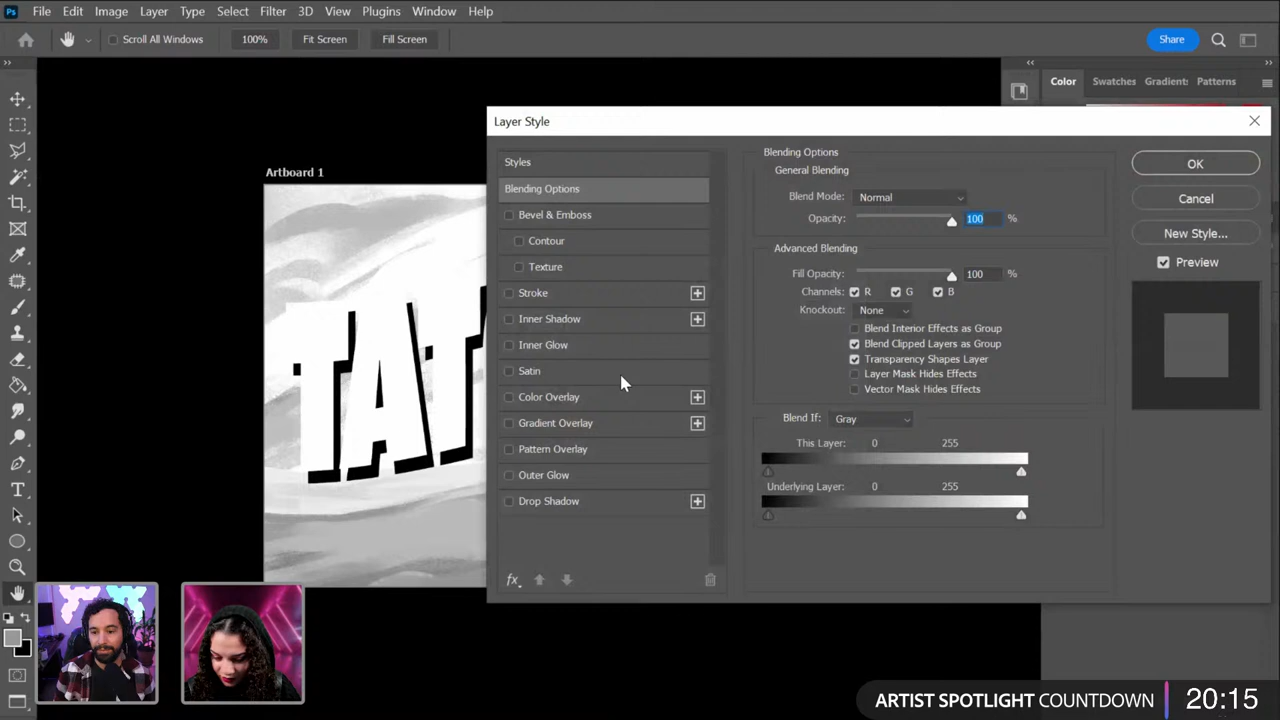 Ps File Edit Image Layer Type Select Filter 3D View Plugins Window Help
Scroll All Windows 100% Fit Screen Fill Screen Share
Color Swatches Gradient: Patterns
Layer Style
Artboard 1
TAT
Styles
Blending Options
Bevel & Emboss
Contour
Texture
Stroke
Inner Shadow
Inner Glow
Satin
Color Overlay
Gradient Overlay
Pattern Overlay
Outer Glow
Drop Shadow
fx
Blending Options
General Blending
Blend Mode: Normal
Opacity: 100 %
Advanced Blending
Fill Opacity: 100 %
Channels: R G B
Knockout: None
Blend Interior Effects as Group
Blend Clipped Layers as Group
Transparency Shapes Layer
Layer Mask Hides Effects
Vector Mask Hides Effects
Blend If: Gray
This Layer: 0 255
Underlying Layer: 0 255
OK
Cancel
New Style...
Preview
ARTIST SPOTLIGHT COUNTDOWN 20:15